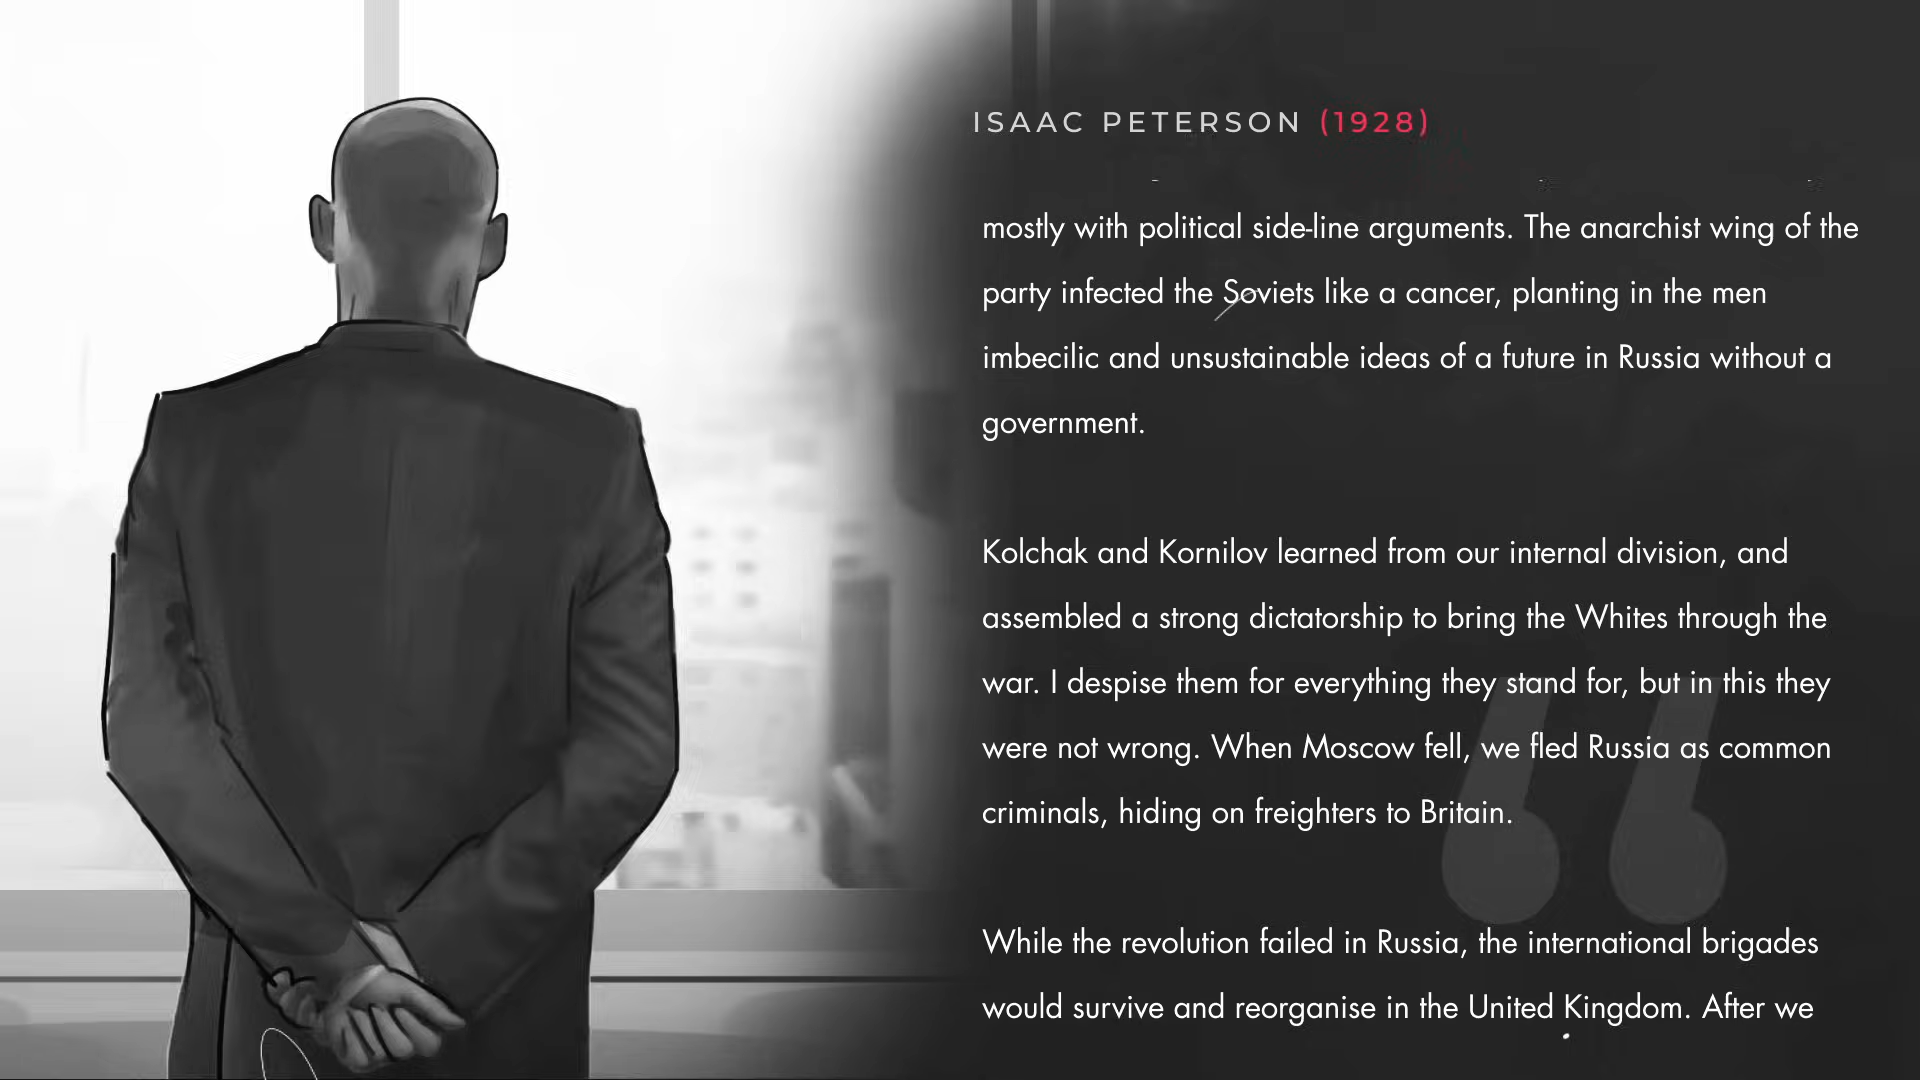 ISAAC PETERSON (1928)
mostly with political side-line arguments. The anarchist wing of the
party infected the Soviets like a cancer, planting in the men
imbecilic and unsustainable ideas of a future in Russia without a
government.
Kolchak and Kornilov learned from our internal division, and
assembled a strong dictatorship to bring the Whites through the
war. I despise them for everything they stand for, but in this they
were not wrong. When Moscow fell, we fled Russia as common
criminals, hiding on freighters to Britain.
While the revolution failed in Russia, the international brigades
would survive and reorganise in the United Kingdom. After we